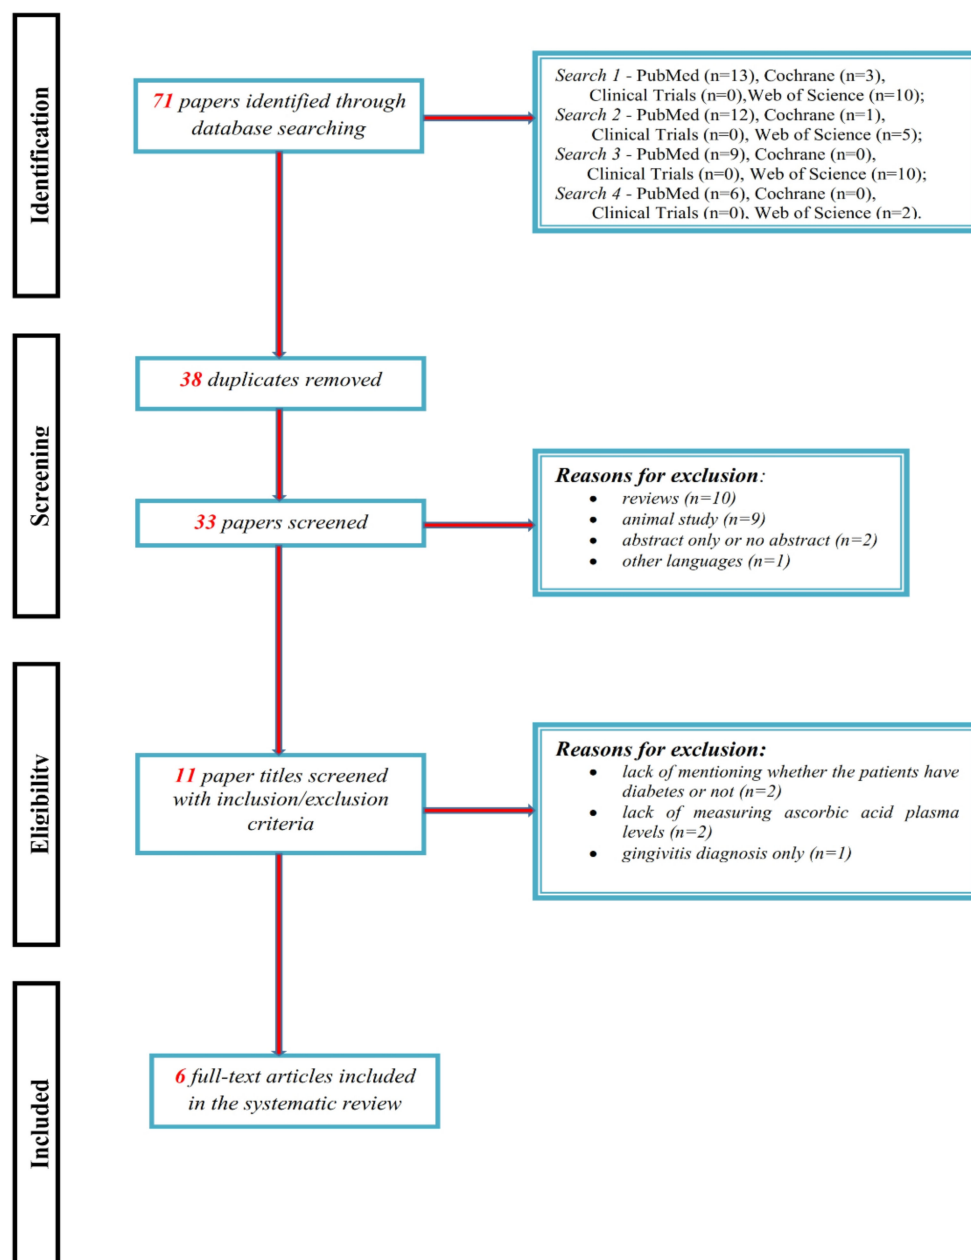 Identification
71 papers identified through
database searching
Search 1 - PubMed (n=13), Cochrane (n=3),
Clinical Trials (n=0),Web of Science (n=10);
Search 2 - PubMed (n=12), Cochrane (n=1),
Clinical Trials (n=0), Web of Science (n=5);
Search 3 - PubMed (n=9), Cochrane (n=0),
Clinical Trials (n=0), Web of Science (n=10);
Search 4 - PubMed (n=6), Cochrane (n=0),
Clinical Trials (n=0), Web of Science (n=2).
Screening
38 duplicates removed
33 papers screened
Reasons for exclusion:
• reviews (n=10)
• animal study (n=9)
• abstract only or no abstract (n=2)
• other languages (n=1)
Eligibility
11 paper titles screened
with inclusion/exclusion
criteria
Reasons for exclusion:
• lack of mentioning whether the patients have
diabetes or not (n=2)
• lack of measuring ascorbic acid plasma
levels (n=2)
• gingivitis diagnosis only (n=1)
Included
6 full-text articles included
in the systematic review